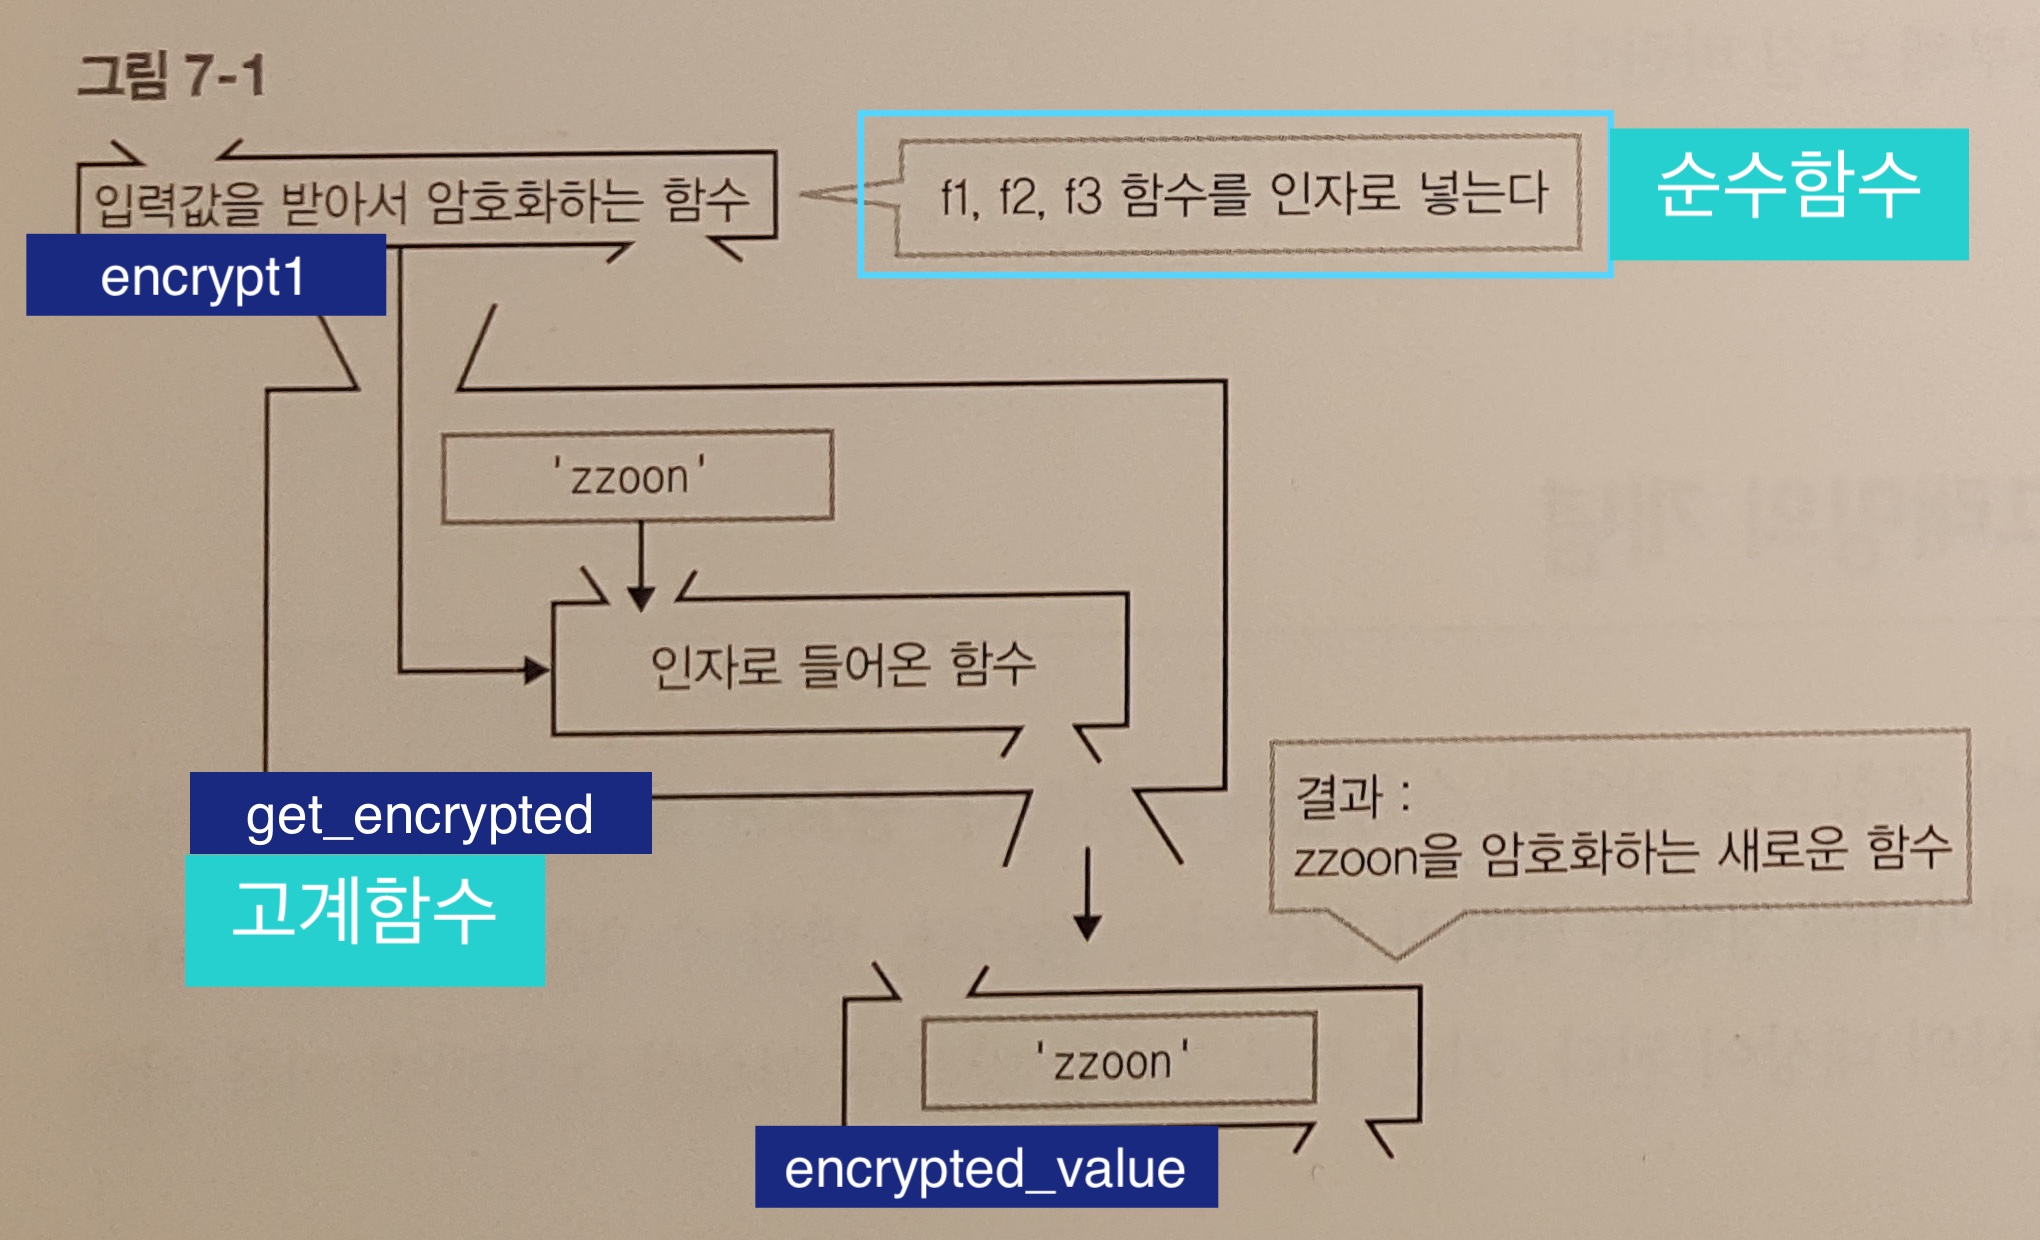 그림 7-1
입력값을 받아서 암호화하는 함수
f1, f2, f3 함수를 인자로 넣는다
순수함수
encrypt1
'zzoon'
인자로 들어온 함수
get_encrypted
고계함수
결과 :
zzoon을 암호화하는 새로운 함수
'zzoon'
encrypted_value